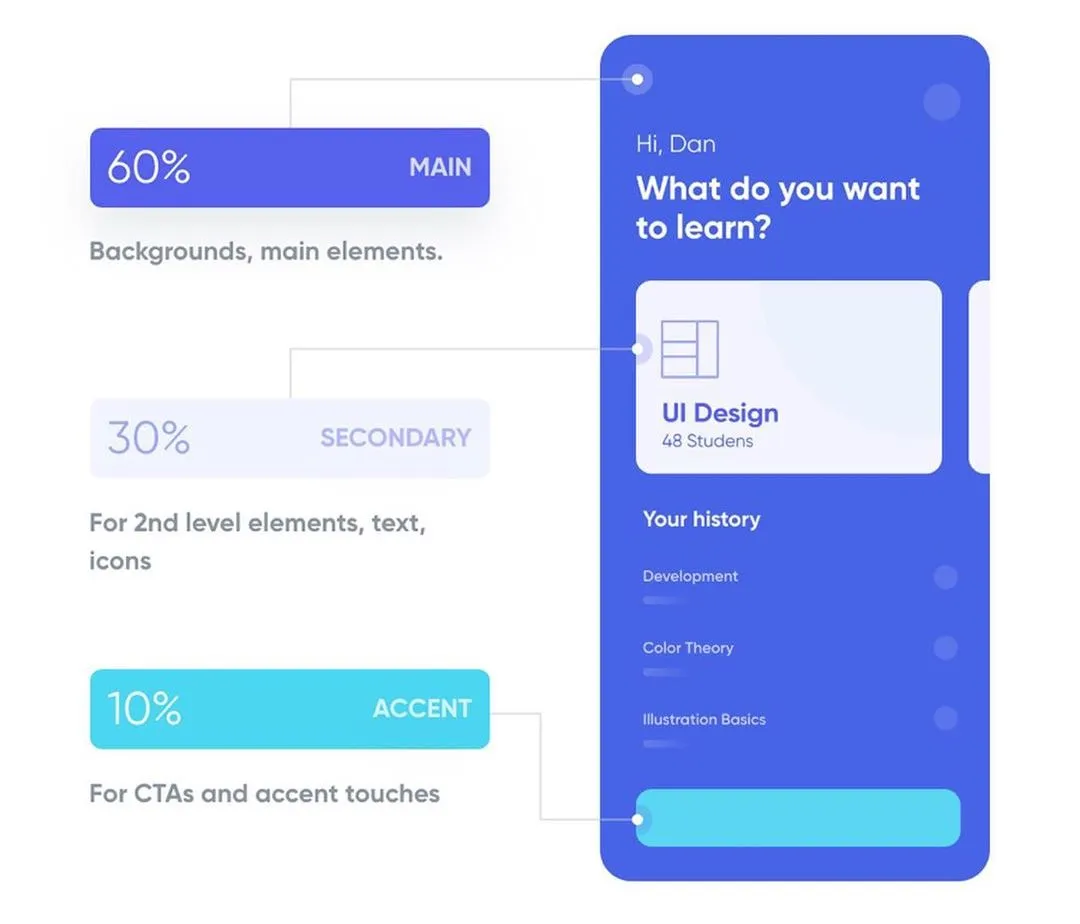 60% MAIN
Backgrounds, main elements.
30% SECONDARY
For 2nd level elements, text,
icons
10% ACCENT
For CTAs and accent touches
Hi, Dan
What do you want
to learn?
UI Design
48 Studens
Your history
Development
Color Theory
Illustration Basics